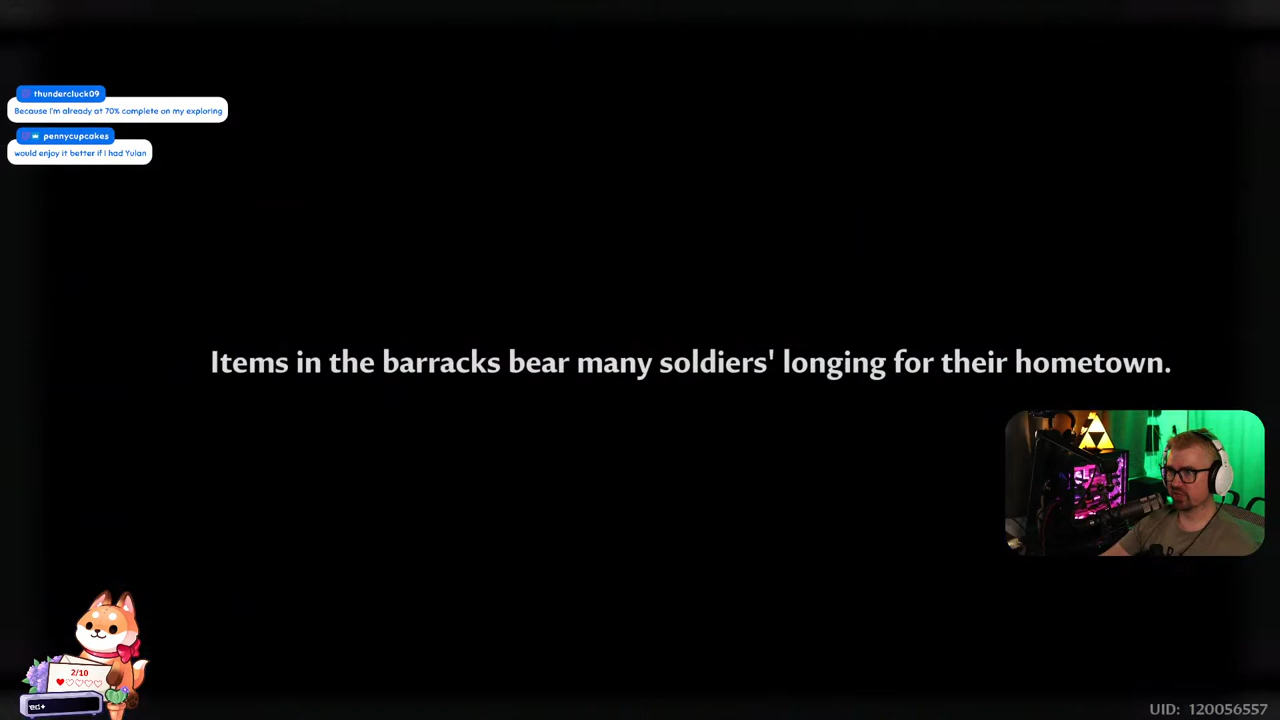 thundercluck09
Because I'm already at 70% complete on my exploring
pennycupcakes
would enjoy it better if I had Yulan
Items in the barracks bear many soldiers' longing for their hometown.
2/10
ed+
UID: 120056557